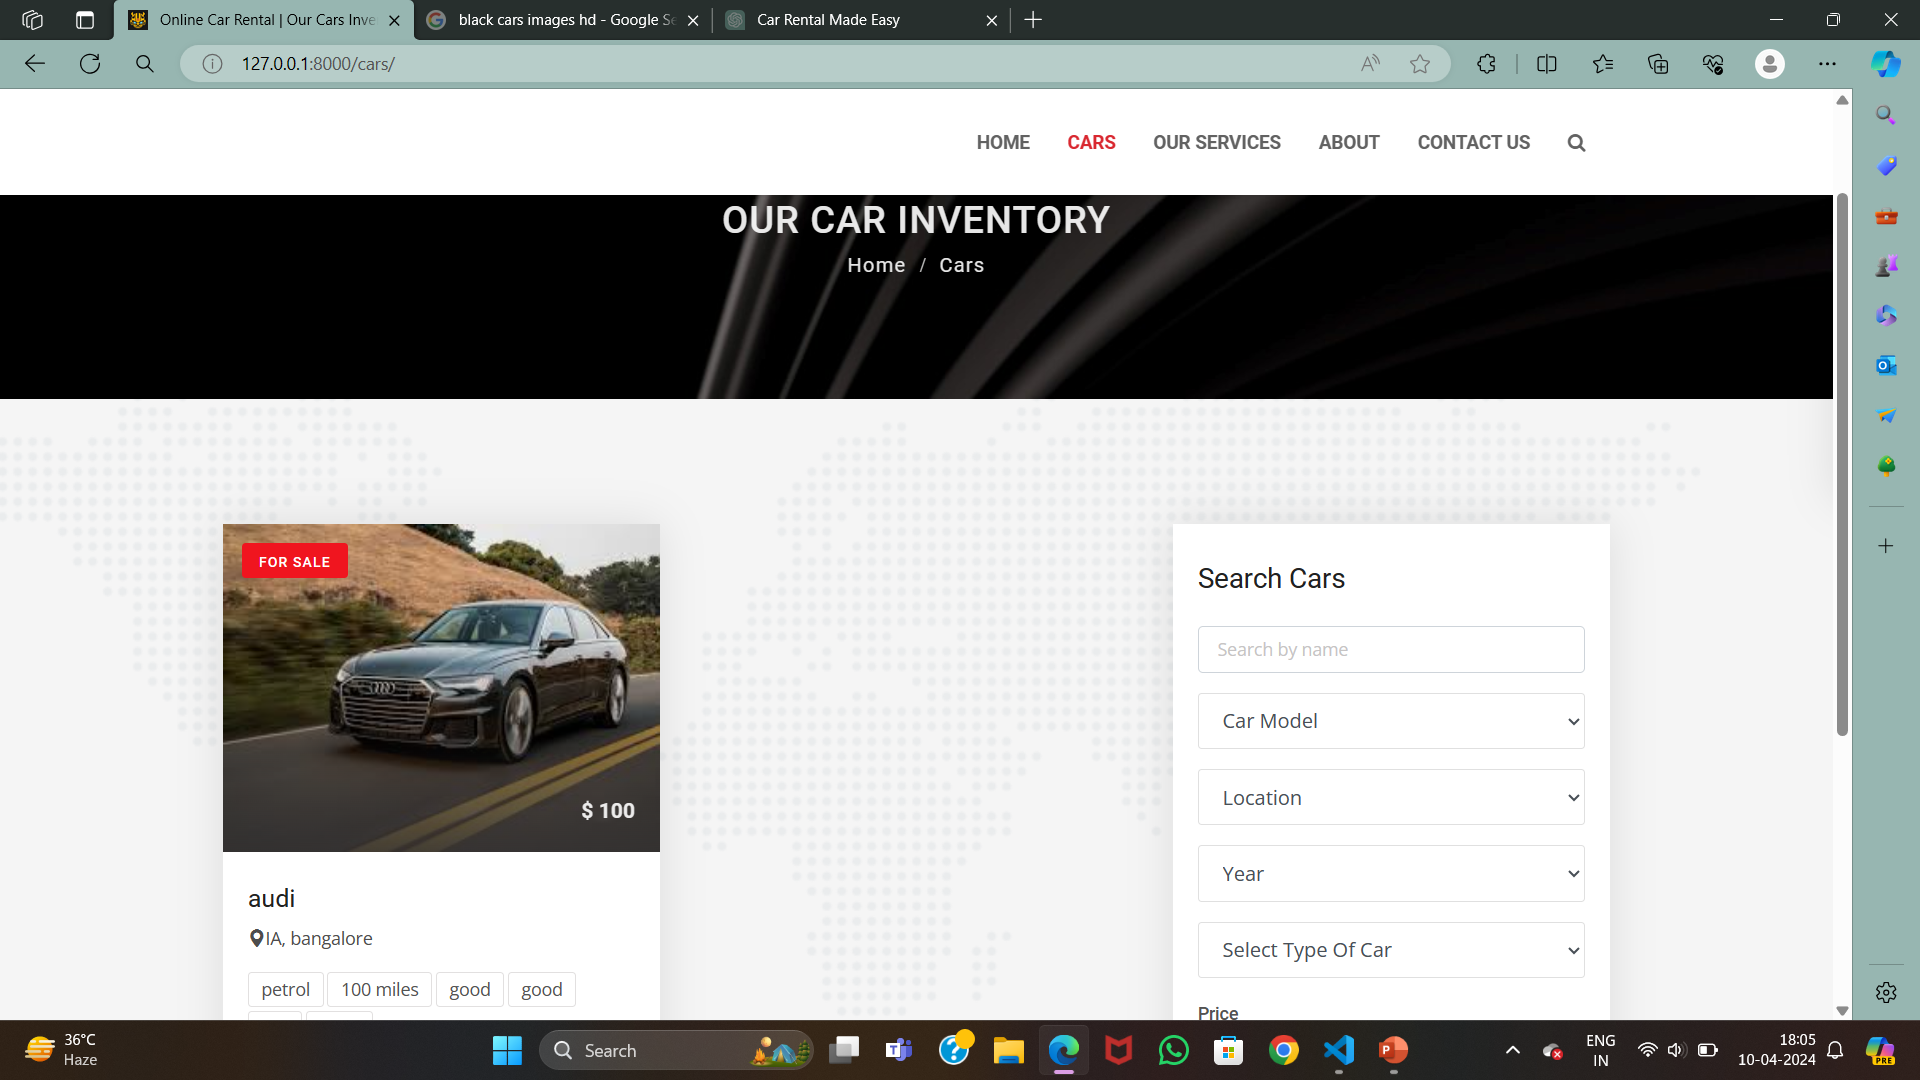 Online Car Rental | Our Cars Inve
black cars images hd - Google Se
Car Rental Made Easy
127.0.0.1:8000/cars/
HOME CARS OUR SERVICES ABOUT CONTACT US
OUR CAR INVENTORY
Home / Cars
FOR SALE
$ 100
audi
IA, bangalore
petrol 100 miles good good
Search Cars
Search by name
Car Model
Location
Year
Select Type Of Car
Price
36°C
Haze
Search
ENG
IN
18:05
10-04-2024
PRE